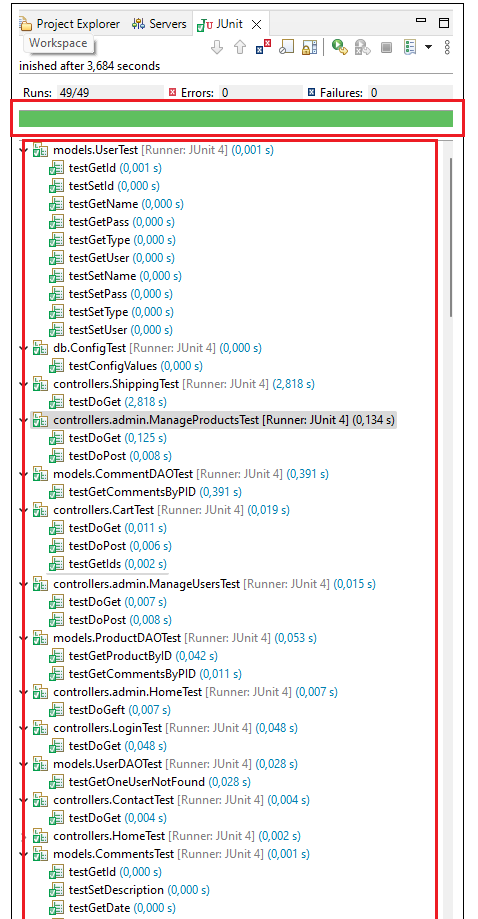 Project Explorer Servers JUnit
Workspace
inished after 3,684 seconds
Runs: 49/49 Errors: 0 Failures: 0
models.UserTest [Runner: JUnit 4] (0,001 s)
testGetId (0,001 s)
testSetId (0,000 s)
testGetName (0,000 s)
testGetPass (0,000 s)
testGetType (0,000 s)
testGetUser (0,000 s)
testSetName (0,000 s)
testSetPass (0,000 s)
testSetType (0,000 s)
testSetUser (0,000 s)
db.ConfigTest [Runner: JUnit 4] (0,000 s)
testConfigValues (0,000 s)
controllers.ShippingTest [Runner: JUnit 4] (2,818 s)
testDoGet (2,818 s)
controllers.admin.ManageProductsTest [Runner: JUnit 4] (0,134 s)
testDoGet (0,125 s)
testDoPost (0,008 s)
models.CommentDAOTest [Runner: JUnit 4] (0,391 s)
testGetCommentsByPID (0,391 s)
controllers.CartTest [Runner: JUnit 4] (0,019 s)
testDoGet (0,011 s)
testDoPost (0,006 s)
testGetIds (0,002 s)
controllers.admin.ManageUsersTest [Runner: JUnit 4] (0,015 s)
testDoGet (0,007 s)
testDoPost (0,008 s)
models.ProductDAOTest [Runner: JUnit 4] (0,053 s)
testGetProductByID (0,042 s)
testGetCommentsByPID (0,011 s)
controllers.admin.HomeTest [Runner: JUnit 4] (0,007 s)
testDoGeft (0,007 s)
controllers.LoginTest [Runner: JUnit 4] (0,048 s)
testDoGet (0,048 s)
models.UserDAOTest [Runner: JUnit 4] (0,028 s)
testGetOneUserNotFound (0,028 s)
controllers.ContactTest [Runner: JUnit 4] (0,004 s)
testDoGet (0,004 s)
controllers.HomeTest [Runner: JUnit 4] (0,002 s)
models.CommentsTest [Runner: JUnit 4] (0,001 s)
testGetId (0,000 s)
testSetDescription (0,000 s)
testGetDate (0,000 s)